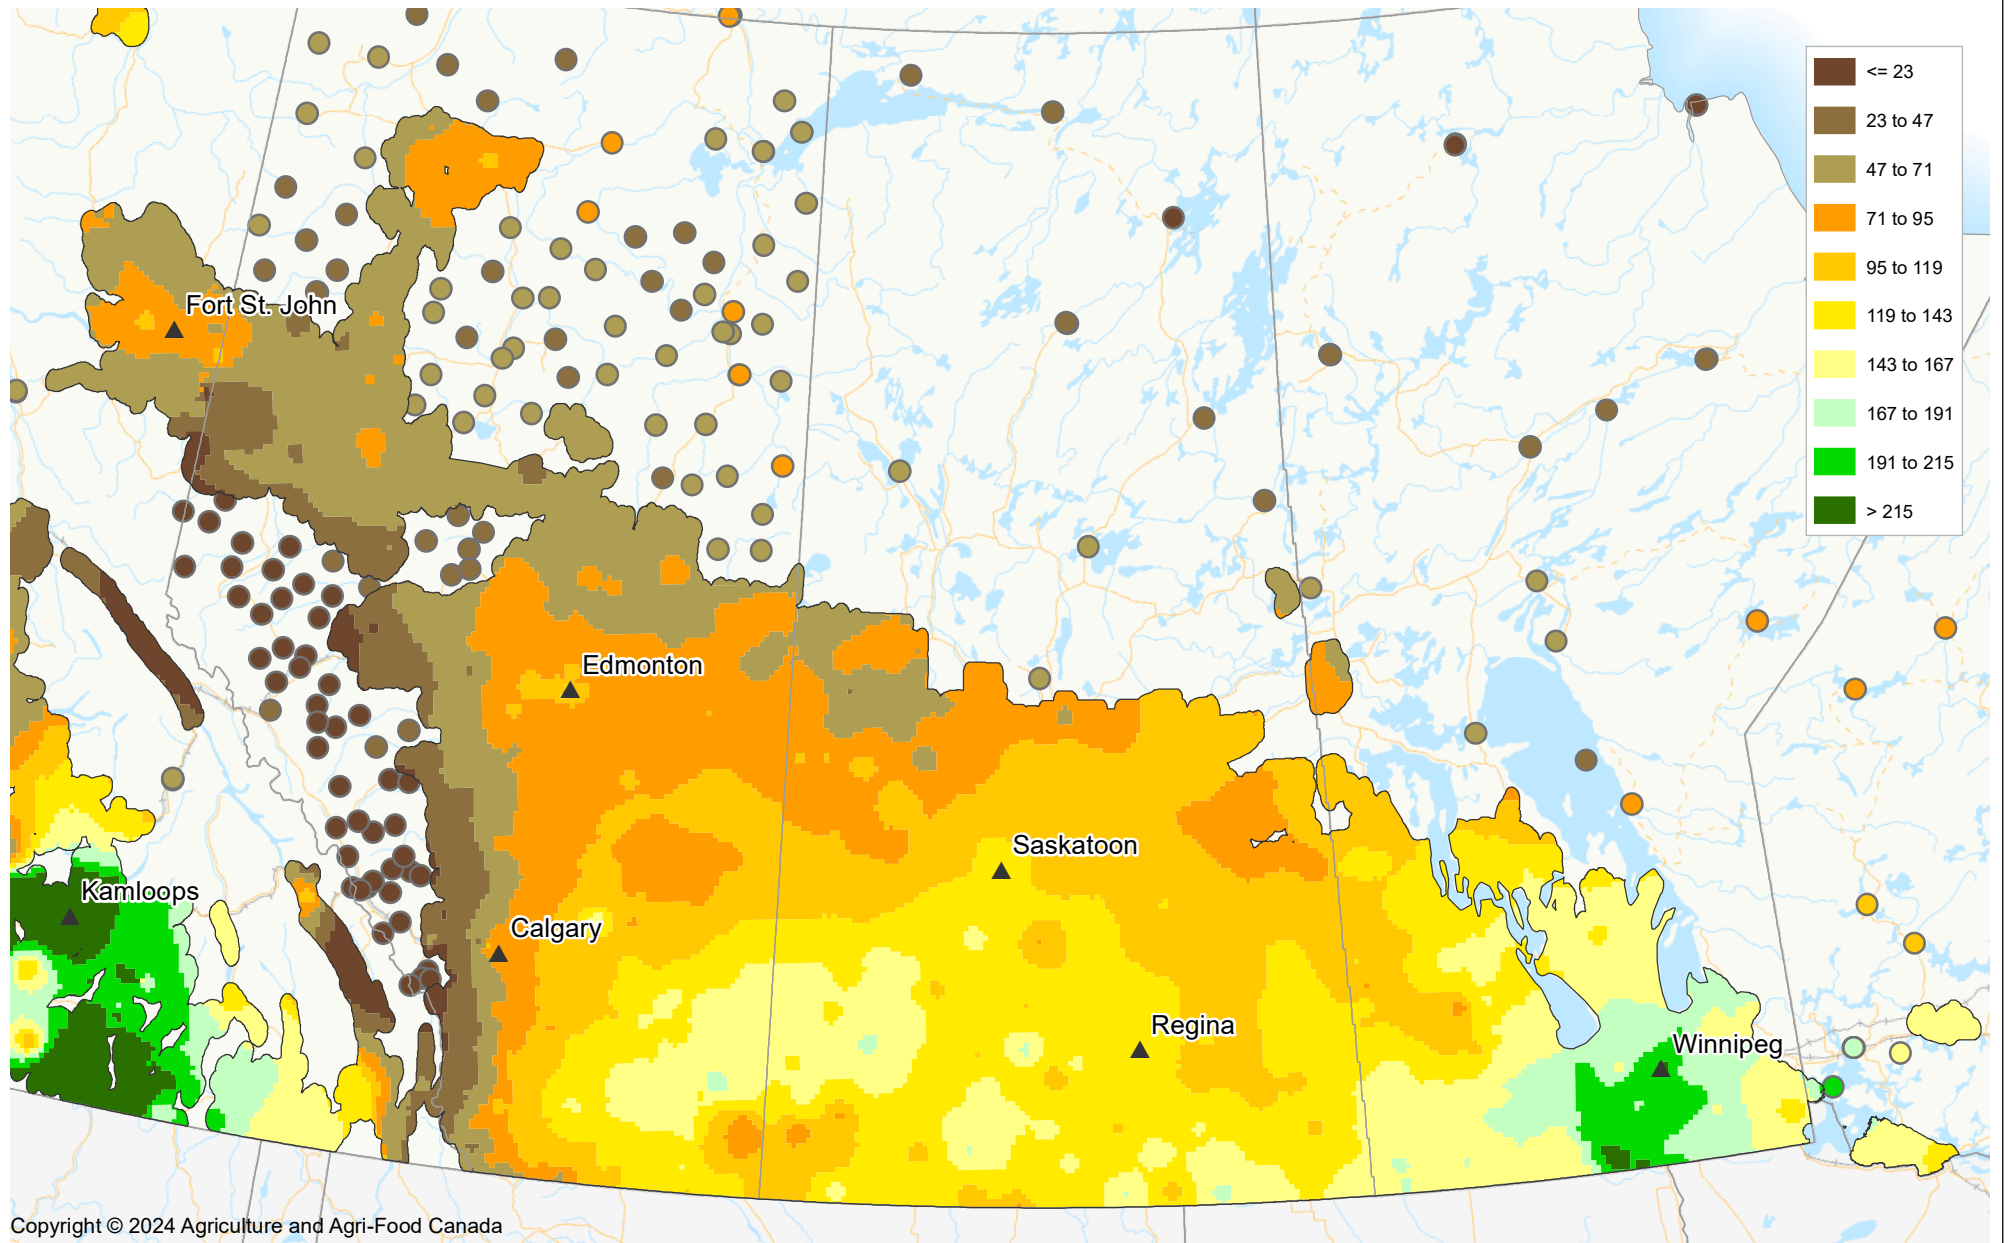 <= 23
23 to 47
47 to 71
71 to 95
95 to 119
119 to 143
143 to 167
167 to 191
191 to 215
> 215
Fort St. John
Edmonton
Saskatoon
Kamloops
Calgary
Regina
Winnipeg
Copyright © 2024 Agriculture and Agri-Food Canada